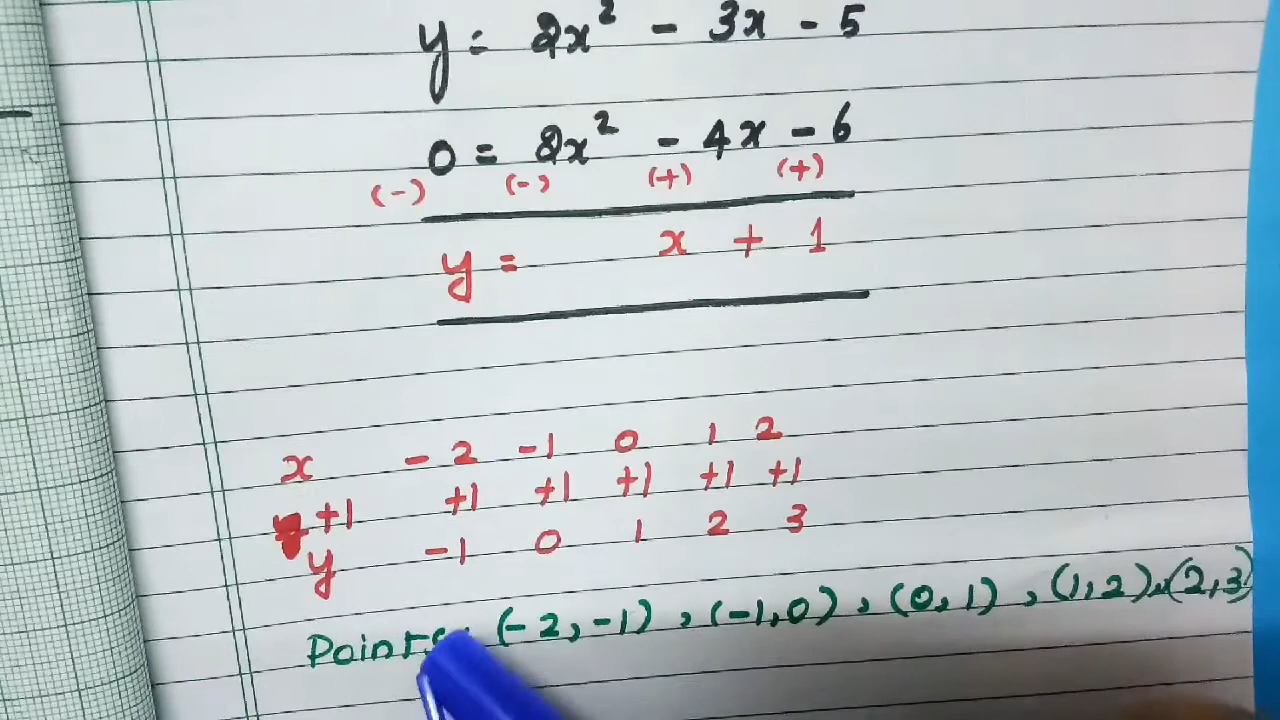 y = 2x² - 3x - 5
0 = 2x² - 4x - 6
(-) (-) (+) (+)
y = x + 1
x -2 -1 0 1 2
+1 +1 +1 +1 +1 +1
y -1 0 1 2 3
Points: (-2,-1), (-1,0), (0,1), (1,2), (2,3)